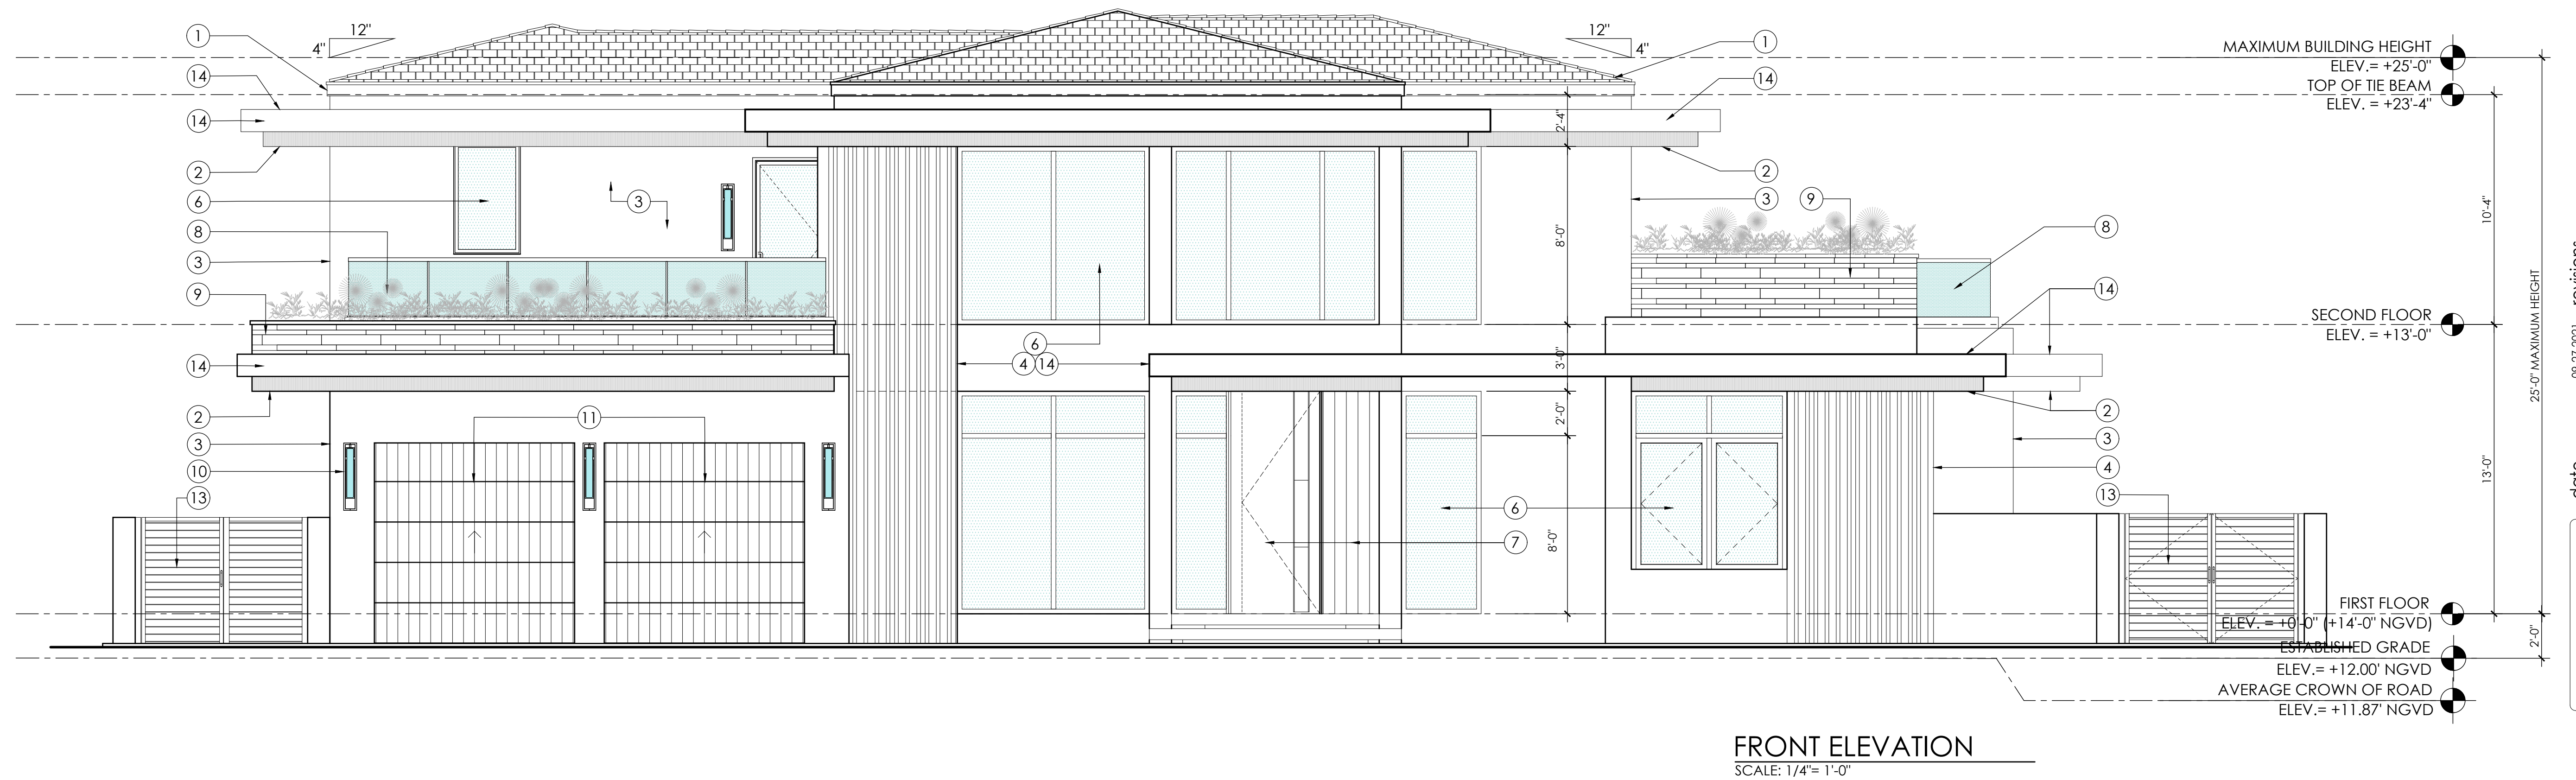 12"
4"
12"
4"
1
14
14
2
6
8
3
9
14
2
3
10
13
3
11
6
4
14
1
14
2
3
9
8
14
2
3
4
13
6
7
2'-4"
8'-0"
3'-0"
2'-0"
8'-0"
MAXIMUM BUILDING HEIGHT
ELEV.= +25'-0"
TOP OF TIE BEAM
ELEV. = +23'-4"
SECOND FLOOR
ELEV. = +13'-0"
FIRST FLOOR
ELEV. = +0'-0" (+14'-0" NGVD)
ESTABLISHED GRADE
ELEV.= +12.00' NGVD
AVERAGE CROWN OF ROAD
ELEV.= +11.87' NGVD
10'-4"
13'-0"
25'-0" MAXIMUM HEIGHT
2'-0"
FRONT ELEVATION
SCALE: 1/4"= 1'-0"